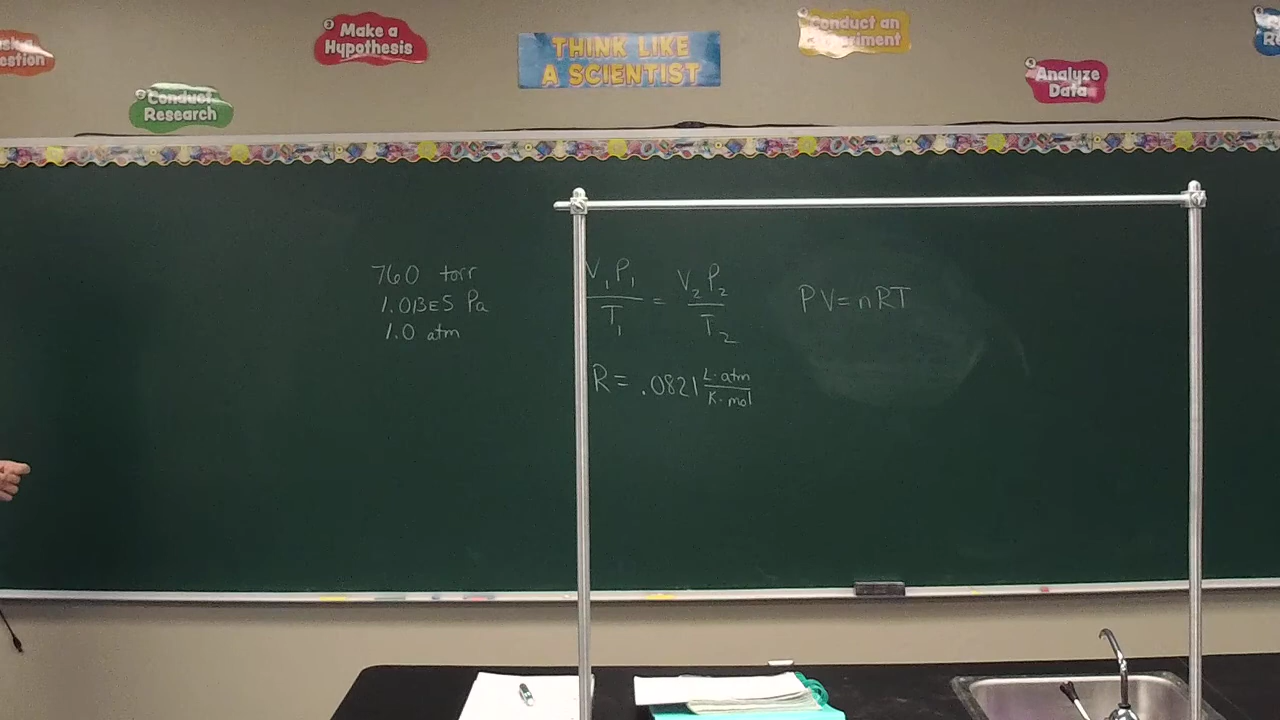 3 Make a
Hypothesis
THINK LIKE
A SCIENTIST
Conduct an
Conduct
Research
Analyze
Data
760 torr
1.013E5 Pa
1.0 atm
V₁P₁/T₁ = V₂P₂/T₂
PV=nRT
R= .0821 L·atm/K·mol